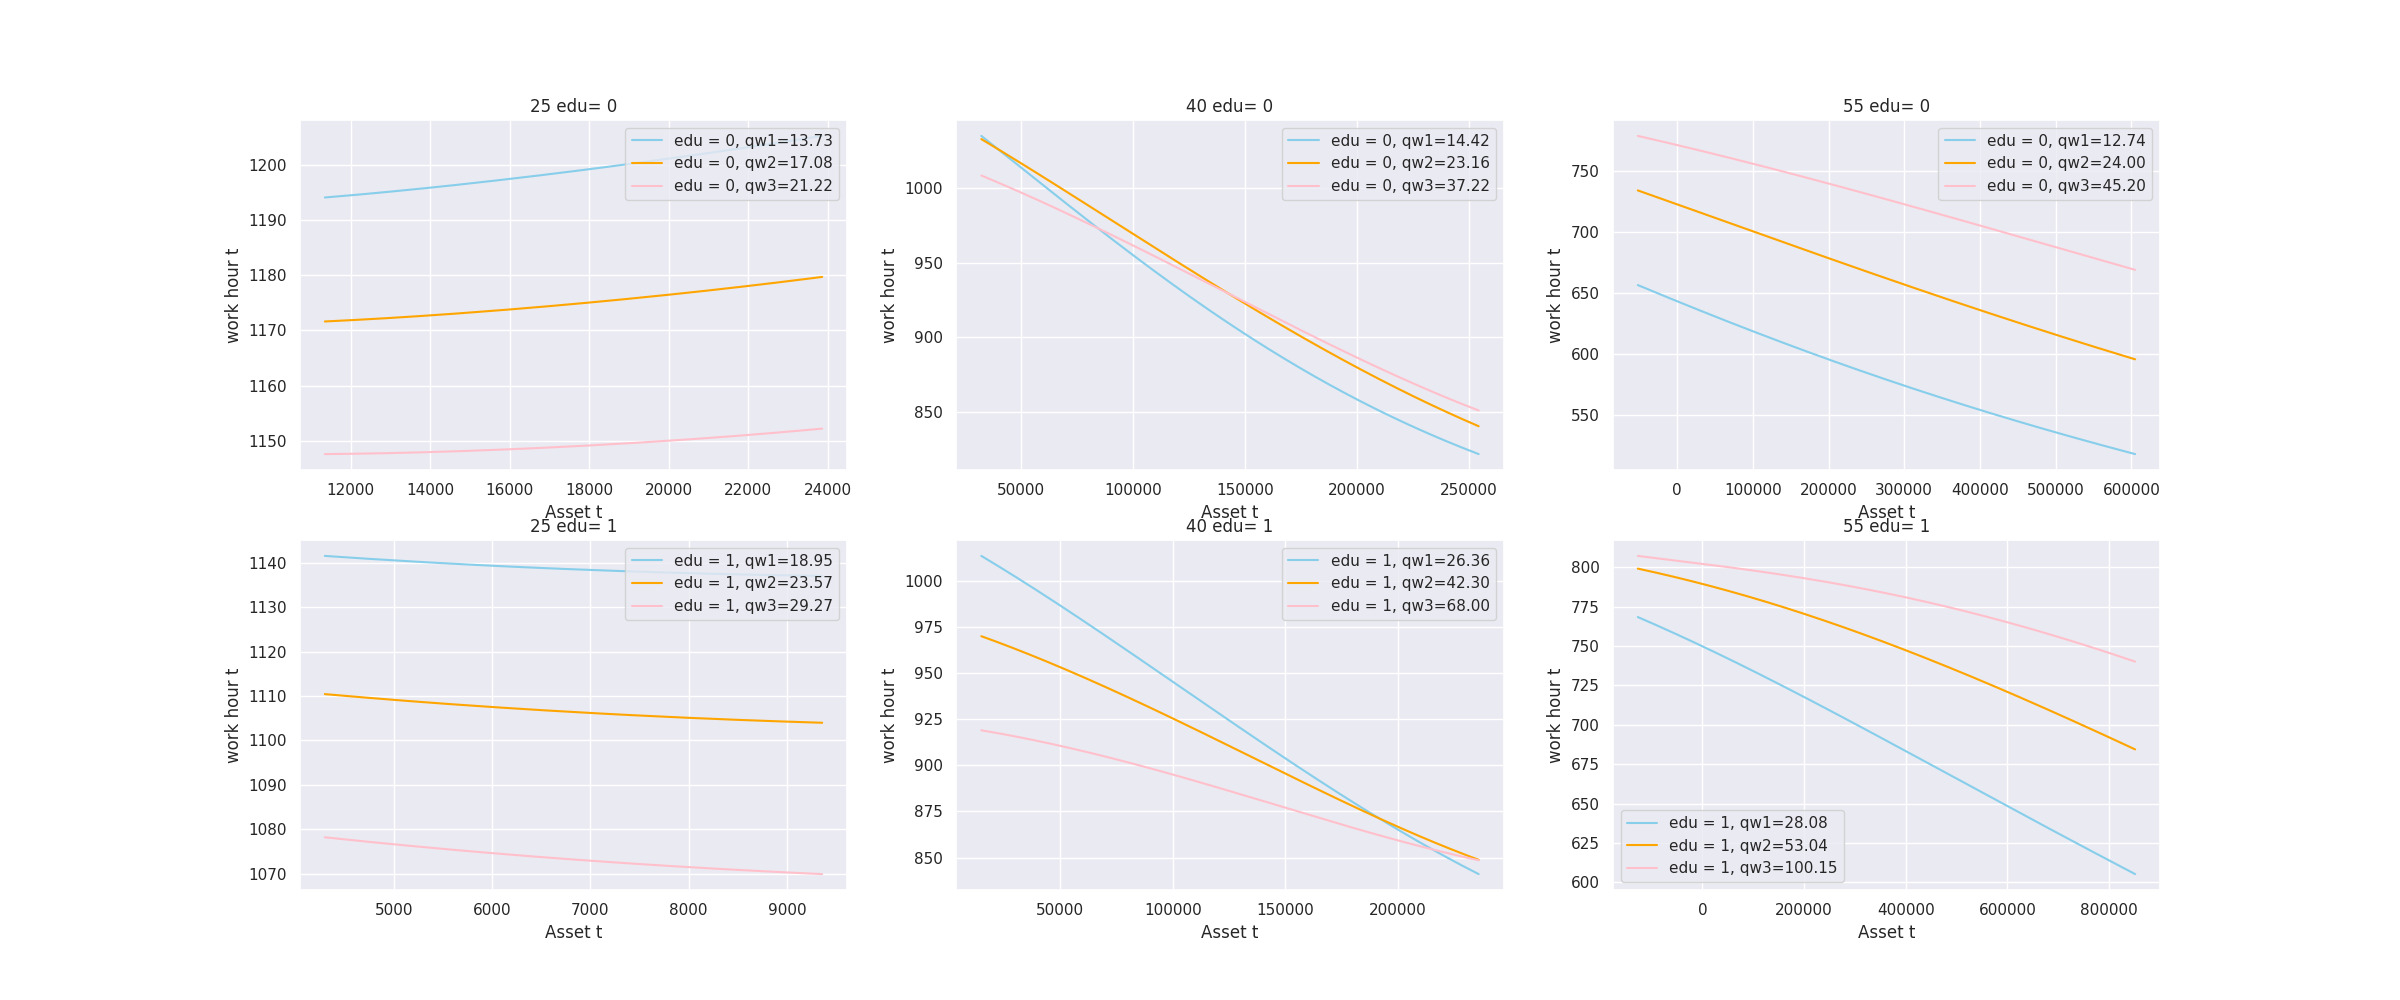 25 edu= 0
edu = 0, qw1=13.73
edu = 0, qw2=17.08
edu = 0, qw3=21.22
work hour t
1200
1190
1180
1170
1160
1150
12000 14000 16000 18000 20000 22000 24000
Asset t
40 edu= 0
edu = 0, qw1=14.42
edu = 0, qw2=23.16
edu = 0, qw3=37.22
work hour t
1000
950
900
850
50000 100000 150000 200000 250000
Asset t
55 edu= 0
edu = 0, qw1=12.74
edu = 0, qw2=24.00
edu = 0, qw3=45.20
work hour t
750
700
650
600
550
0 100000 200000 300000 400000 500000 600000
Asset t
25 edu= 1
edu = 1, qw1=18.95
edu = 1, qw2=23.57
edu = 1, qw3=29.27
work hour t
1140
1130
1120
1110
1100
1090
1080
1070
5000 6000 7000 8000 9000
Asset t
40 edu= 1
edu = 1, qw1=26.36
edu = 1, qw2=42.30
edu = 1, qw3=68.00
work hour t
1000
975
950
925
900
875
850
50000 100000 150000 200000
Asset t
55 edu= 1
work hour t
800
775
750
725
700
675
650
625
600
edu = 1, qw1=28.08
edu = 1, qw2=53.04
edu = 1, qw3=100.15
0 200000 400000 600000 800000
Asset t